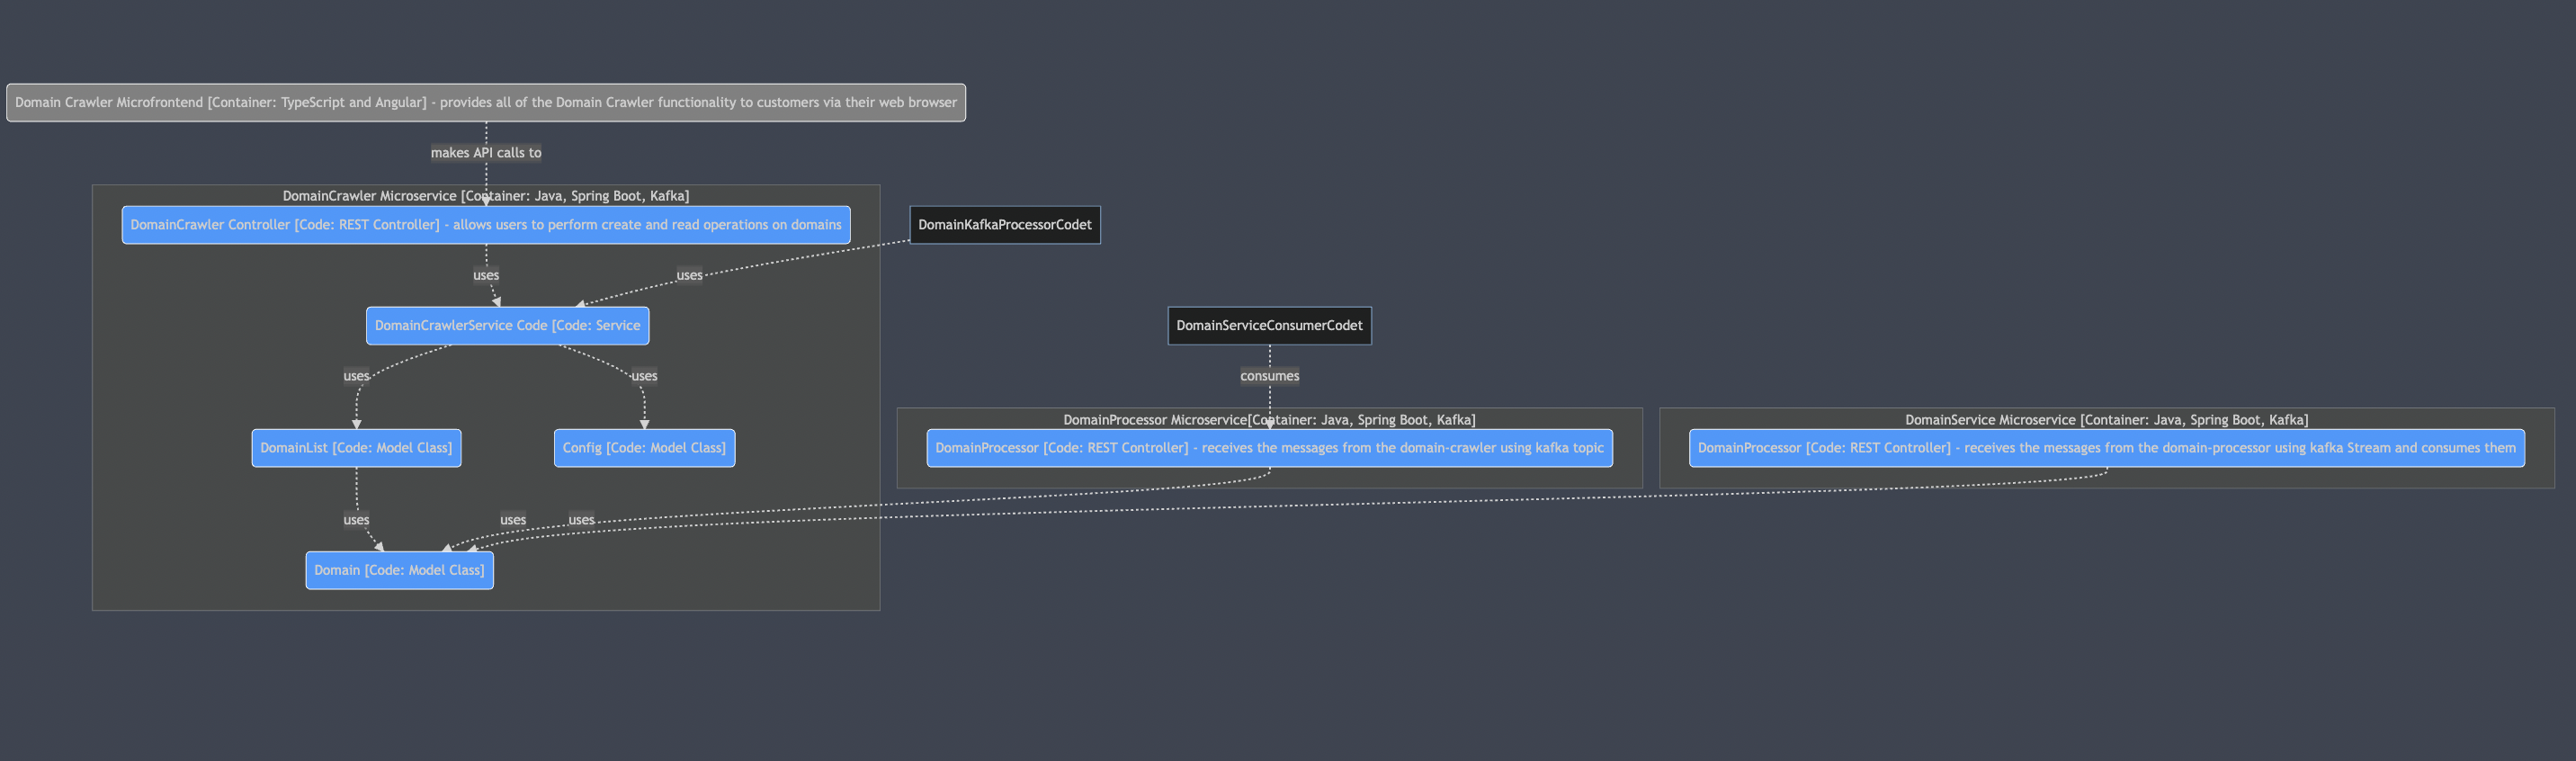 Domain Crawler Microfrontend [Container: TypeScript and Angular] - provides all of the Domain Crawler functionality to customers via their web browser
makes API calls to
DomainCrawler Microservice [Container: Java, Spring Boot, Kafka]
DomainCrawler Controller [Code: REST Controller] - allows users to perform create and read operations on domains
DomainKafkaProcessorCodet
uses
uses
DomainCrawlerService Code [Code: Service
DomainServiceConsumerCodet
uses
uses
consumes
DomainProcessor Microservice[Container: Java, Spring Boot, Kafka]
DomainService Microservice [Container: Java, Spring Boot, Kafka]
DomainList [Code: Model Class]
Config [Code: Model Class]
DomainProcessor [Code: REST Controller] - receives the messages from the domain-crawler using kafka topic
DomainProcessor [Code: REST Controller] - receives the messages from the domain-processor using kafka Stream and consumes them
uses
uses
uses
Domain [Code: Model Class]